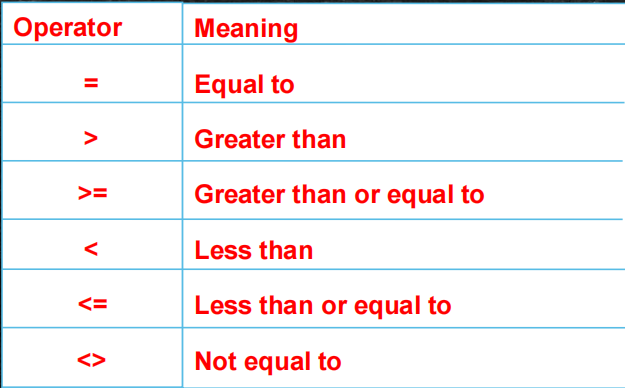 Operator Meaning
= Equal to
> Greater than
>= Greater than or equal to
< Less than
<= Less than or equal to
<> Not equal to